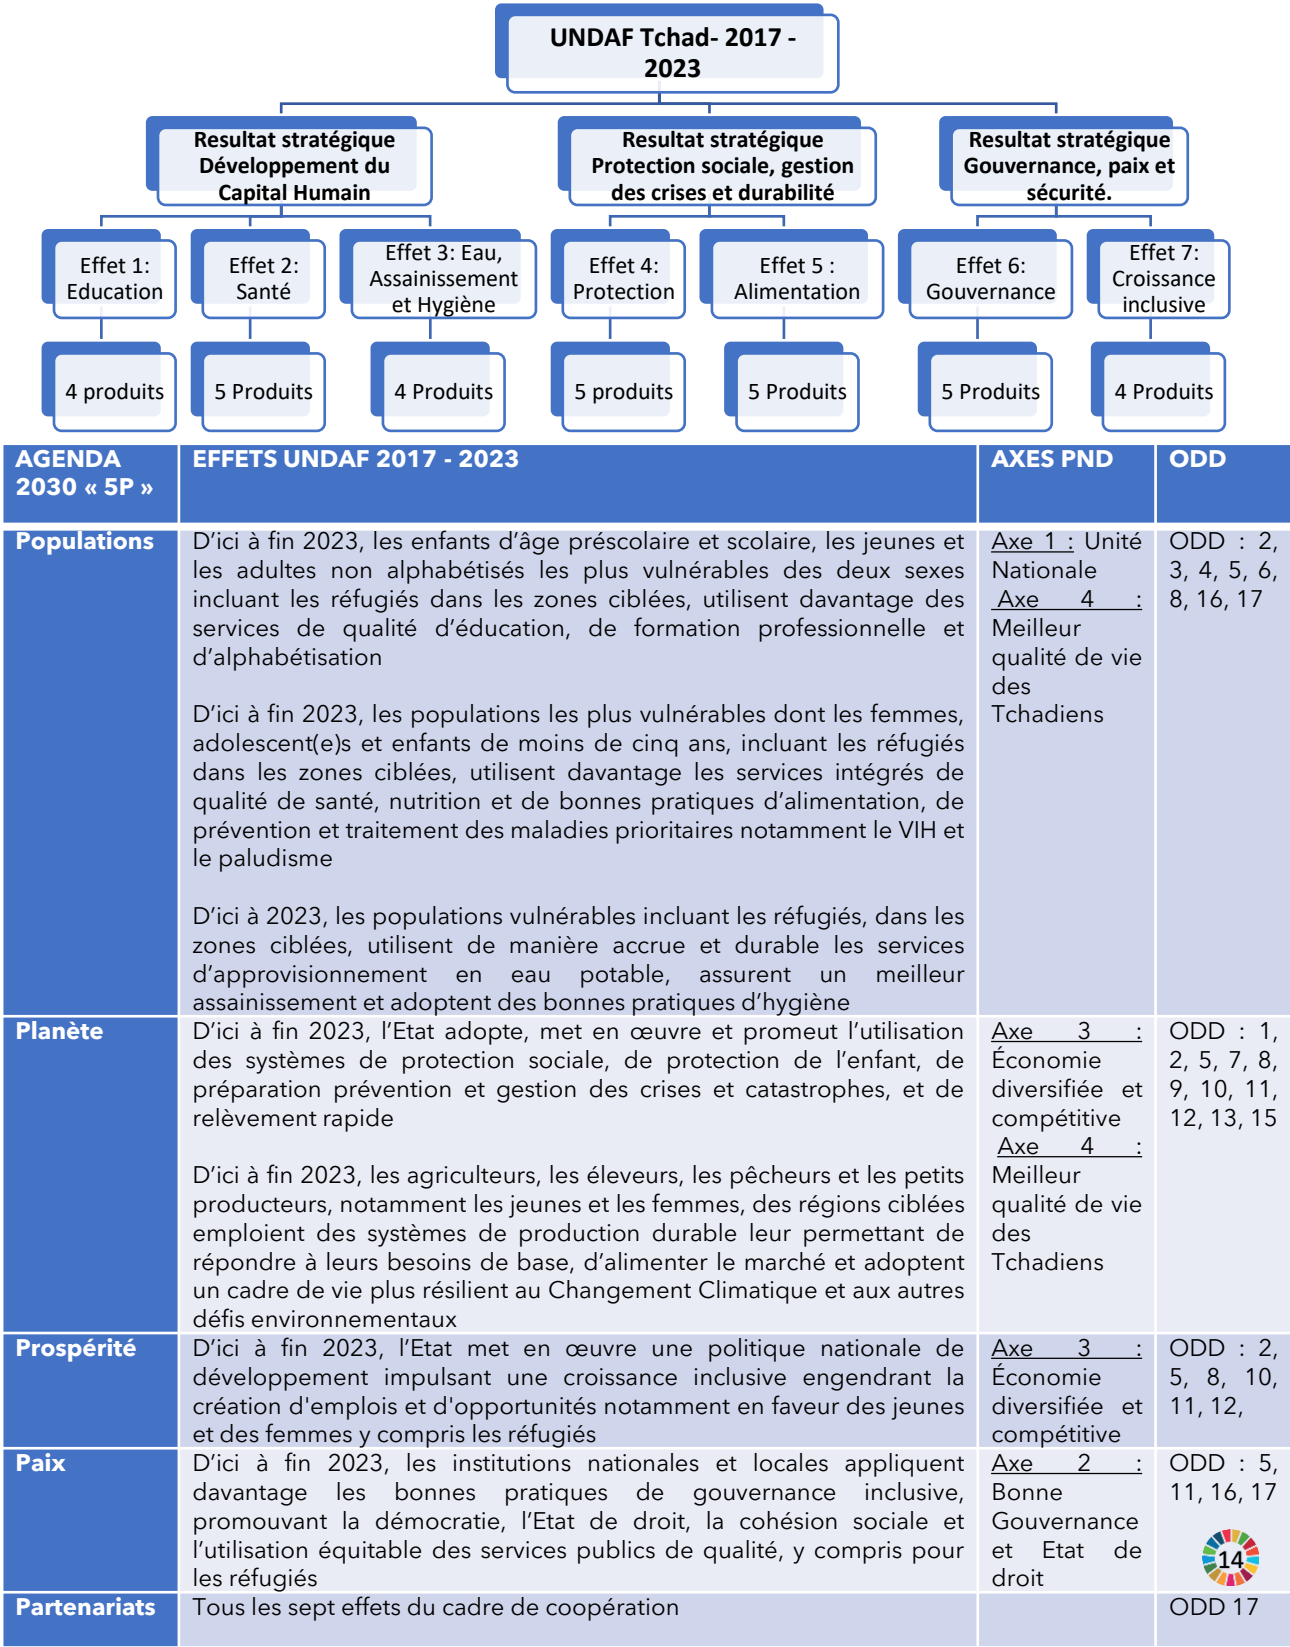 UNDAF Tchad- 2017 -
2023
Resultat stratégique
Développement du
Capital Humain
Resultat stratégique
Protection sociale, gestion
des crises et durabilité
Resultat stratégique
Gouvernance, paix et
sécurité.
Effet 1:
Education
Effet 2:
Santé
Effet 3: Eau,
Assainissement
et Hygiène
Effet 4:
Protection
Effet 5 :
Alimentation
Effet 6:
Gouvernance
Effet 7:
Croissance
inclusive
4 produits
5 Produits
4 Produits
5 produits
5 Produits
5 Produits
4 Produits
AGENDA
2030 « 5P »
EFFETS UNDAF 2017 - 2023
AXES PND
ODD
Populations
D’ici à fin 2023, les enfants d’âge préscolaire et scolaire, les jeunes et
les adultes non alphabétisés les plus vulnérables des deux sexes
incluant les réfugiés dans les zones ciblées, utilisent davantage des
services de qualité d’éducation, de formation professionnelle et
d’alphabétisation
D’ici à fin 2023, les populations les plus vulnérables dont les femmes,
adolescent(e)s et enfants de moins de cinq ans, incluant les réfugiés
dans les zones ciblées, utilisent davantage les services intégrés de
qualité de santé, nutrition et de bonnes pratiques d’alimentation, de
prévention et traitement des maladies prioritaires notamment le VIH et
le paludisme
D’ici à 2023, les populations vulnérables incluant les réfugiés, dans les
zones ciblées, utilisent de manière accrue et durable les services
d’approvisionnement en eau potable, assurent un meilleur
assainissement et adoptent des bonnes pratiques d’hygiène
Axe 1 : Unité
Nationale
Axe 4 :
Meilleur
qualité de vie
des
Tchadiens
ODD : 2,
3, 4, 5, 6,
8, 16, 17
Planète
D’ici à fin 2023, l’Etat adopte, met en œuvre et promeut l’utilisation
des systèmes de protection sociale, de protection de l’enfant, de
préparation prévention et gestion des crises et catastrophes, et de
relèvement rapide
D’ici à fin 2023, les agriculteurs, les éleveurs, les pêcheurs et les petits
producteurs, notamment les jeunes et les femmes, des régions ciblées
emploient des systèmes de production durable leur permettant de
répondre à leurs besoins de base, d’alimenter le marché et adoptent
un cadre de vie plus résilient au Changement Climatique et aux autres
défis environnementaux
Axe 3 :
Économie
diversifiée et
compétitive
Axe 4 :
Meilleur
qualité de vie
des
Tchadiens
ODD : 1,
2, 5, 7, 8,
9, 10, 11,
12, 13, 15
Prospérité
D’ici à fin 2023, l’Etat met en œuvre une politique nationale de
développement impulsant une croissance inclusive engendrant la
création d'emplois et d'opportunités notamment en faveur des jeunes
et des femmes y compris les réfugiés
Axe 3 :
Économie
diversifiée et
compétitive
ODD : 2,
5, 8, 10,
11, 12,
Paix
D’ici à fin 2023, les institutions nationales et locales appliquent
davantage les bonnes pratiques de gouvernance inclusive,
promouvant la démocratie, l’Etat de droit, la cohésion sociale et
l’utilisation équitable des services publics de qualité, y compris pour
les réfugiés
Axe 2 :
Bonne
Gouvernance
et Etat de
droit
ODD : 5,
11, 16, 17
14
Partenariats
Tous les sept effets du cadre de coopération
ODD 17